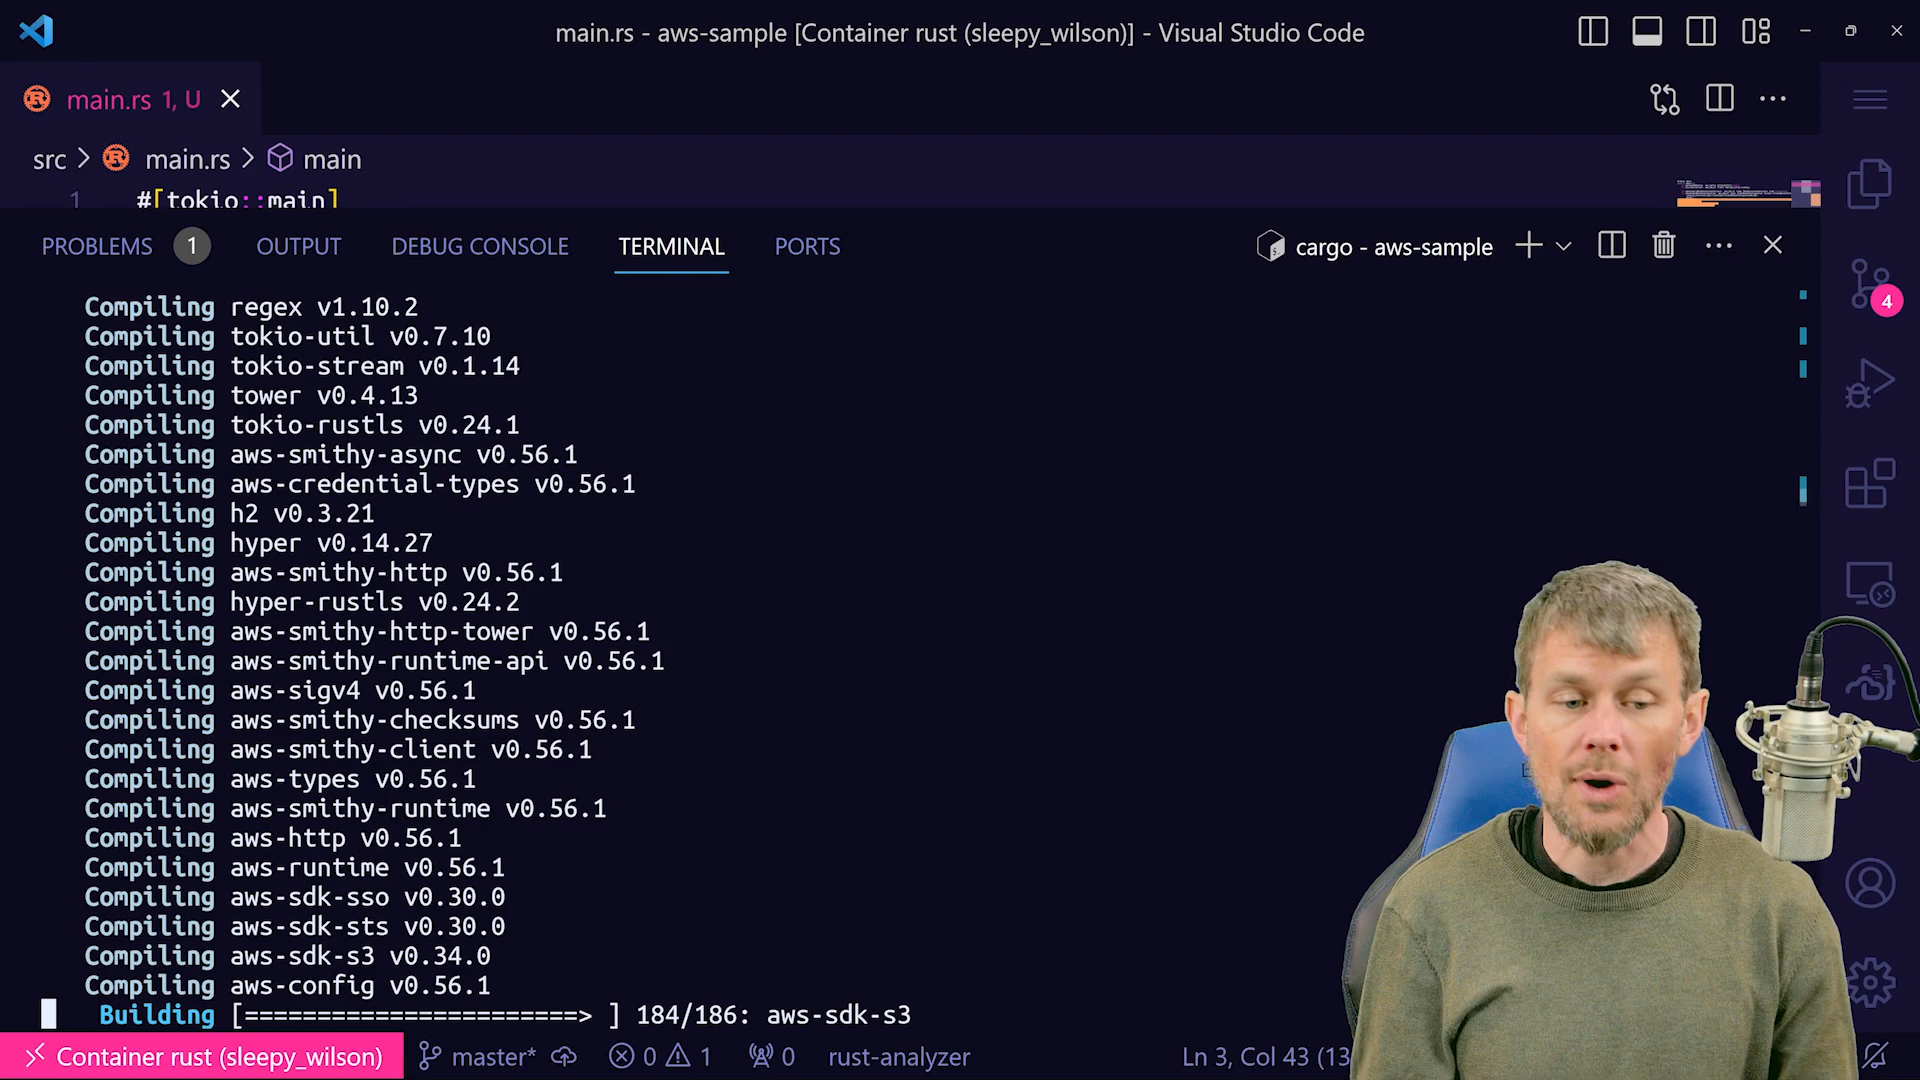 main.rs - aws-sample [Container rust (sleepy_wilson)] - Visual Studio Code
main.rs 1, U
src > main.rs > main
1 #[tokio::main]
PROBLEMS 1 OUTPUT DEBUG CONSOLE TERMINAL PORTS cargo - aws-sample
4
Compiling regex v1.10.2
Compiling tokio-util v0.7.10
Compiling tokio-stream v0.1.14
Compiling tower v0.4.13
Compiling tokio-rustls v0.24.1
Compiling aws-smithy-async v0.56.1
Compiling aws-credential-types v0.56.1
Compiling h2 v0.3.21
Compiling hyper v0.14.27
Compiling aws-smithy-http v0.56.1
Compiling hyper-rustls v0.24.2
Compiling aws-smithy-http-tower v0.56.1
Compiling aws-smithy-runtime-api v0.56.1
Compiling aws-sigv4 v0.56.1
Compiling aws-smithy-checksums v0.56.1
Compiling aws-smithy-client v0.56.1
Compiling aws-types v0.56.1
Compiling aws-smithy-runtime v0.56.1
Compiling aws-http v0.56.1
Compiling aws-runtime v0.56.1
Compiling aws-sdk-sso v0.30.0
Compiling aws-sdk-sts v0.30.0
Compiling aws-sdk-s3 v0.34.0
Compiling aws-config v0.56.1
Building [=======================> ] 184/186: aws-sdk-s3
Container rust (sleepy_wilson) master* 0 1 0 rust-analyzer Ln 3, Col 43 (13